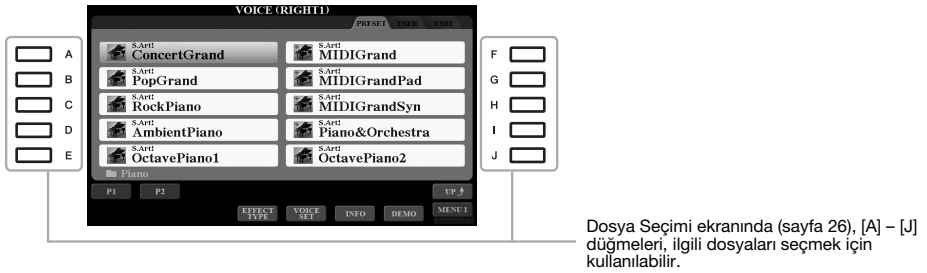 VOICE (RIGHT1)
PRESET USER USB1
A S.Art! ConcertGrand S.Art! MIDIGrand F
B S.Art! PopGrand S.Art! MIDIGrandPad G
C S.Art! RockPiano S.Art! MIDIGrandSyn H
D S.Art! AmbientPiano S.Art! Piano&Orchestra I
E S.Art! OctavePiano1 S.Art! OctavePiano2 J
Piano
P1 P2 UP
EFFECT TYPE VOICE SET INFO DEMO MENU 1
Dosya Seçimi ekranında (sayfa 26), [A] – [J]
düğmeleri, ilgili dosyaları seçmek için
kullanılabilir.